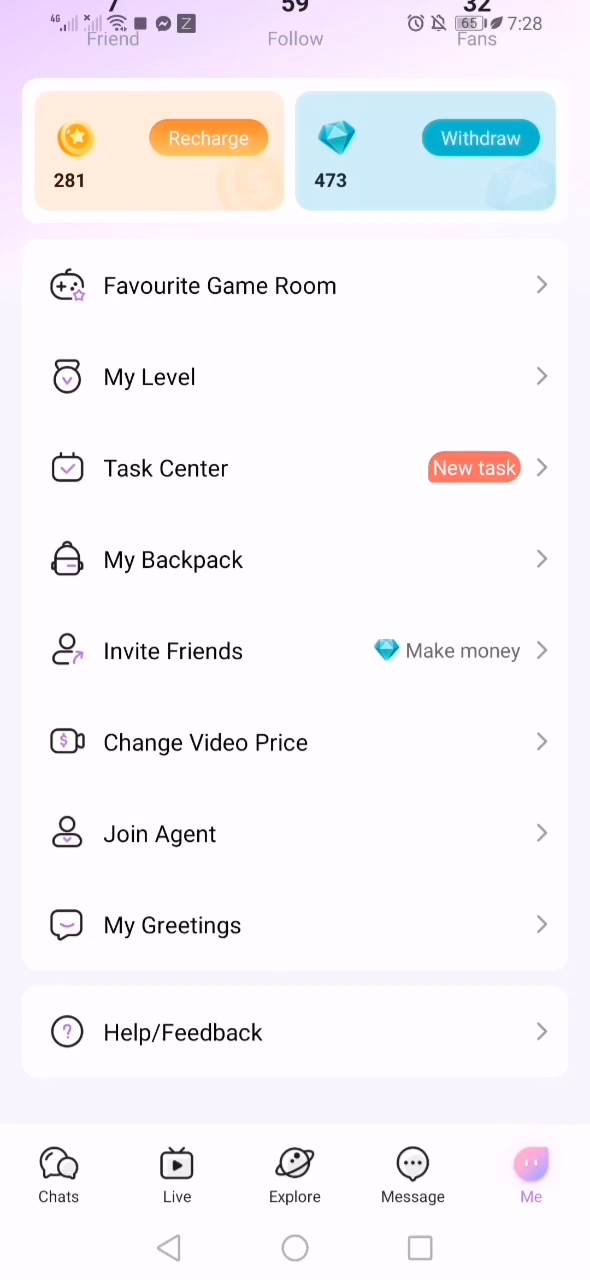 7 59 32
4G 65 7:28
Friend Follow Fans
Recharge Withdraw
281 473
Favourite Game Room
My Level
Task Center New task
My Backpack
Invite Friends Make money
$ Change Video Price
Join Agent
My Greetings
? Help/Feedback
Chats Live Explore Message Me